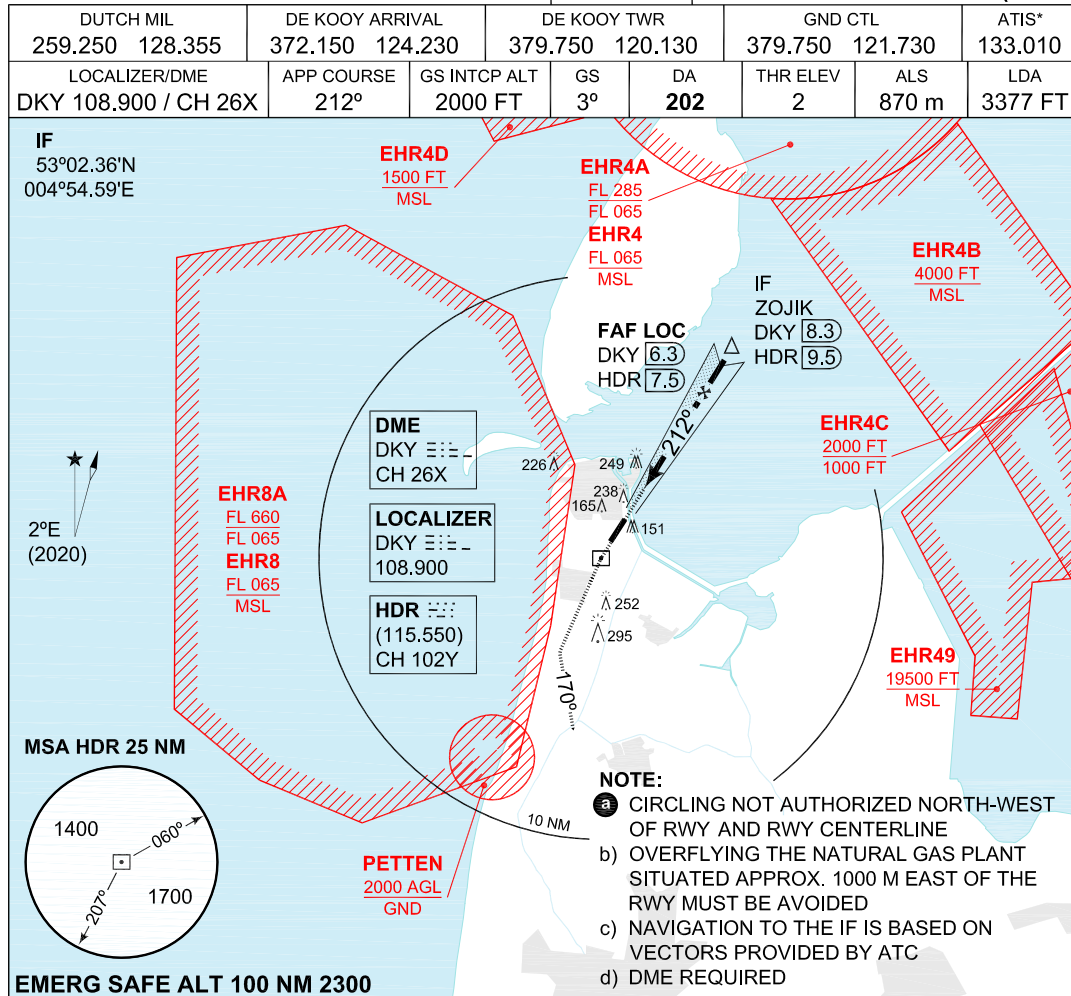 DUTCH MIL
259.250 128.355
DE KOOY ARRIVAL
372.150 124.230
DE KOOY TWR
379.750 120.130
GND CTL
379.750 121.730
ATIS*
133.010
LOCALIZER/DME
DKY 108.900 / CH 26X
APP COURSE
212º
GS INTCP ALT
2000 FT
GS
3º
DA
202
THR ELEV
2
ALS
870 m
LDA
3377 FT
IF
53º02.36'N
004º54.59'E
EHR4D
1500 FT
MSL
EHR4A
FL 285
FL 065
EHR4
FL 065
MSL
EHR4B
4000 FT
MSL
IF
ZOJIK
DKY 8.3
HDR 9.5
FAF LOC
DKY 6.3
HDR 7.5
212º
EHR4C
2000 FT
1000 FT
DME
DKY
CH 26X
226
249
238
165
151
LOCALIZER
DKY
108.900
2ºE
(2020)
EHR8A
FL 660
FL 065
EHR8
FL 065
MSL
HDR
(115.550)
CH 102Y
252
295
EHR49
19500 FT
MSL
170º
MSA HDR 25 NM
1400
060º
1700
207º
10 NM
PETTEN
2000 AGL
GND
NOTE:
a CIRCLING NOT AUTHORIZED NORTH-WEST
OF RWY AND RWY CENTERLINE
b) OVERFLYING THE NATURAL GAS PLANT
SITUATED APPROX. 1000 M EAST OF THE
RWY MUST BE AVOIDED
c) NAVIGATION TO THE IF IS BASED ON
VECTORS PROVIDED BY ATC
d) DME REQUIRED
EMERG SAFE ALT 100 NM 2300